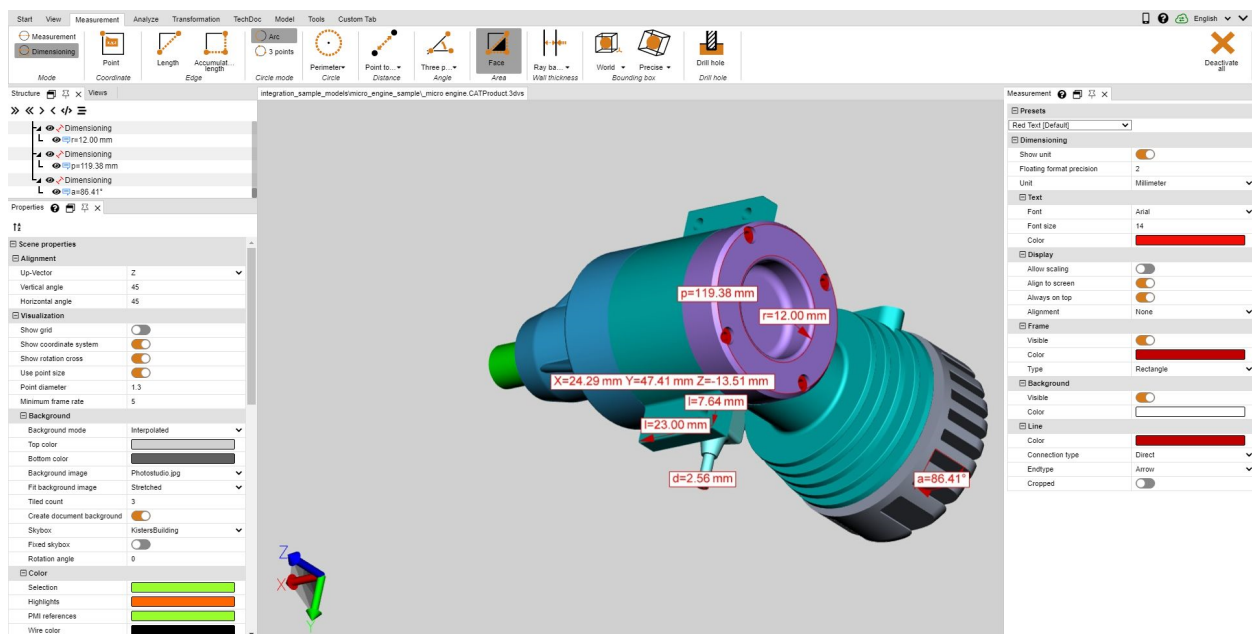 Start View Measurement Analyze Transformation TechDoc Model Tools Custom Tab English
Measurement
Dimensioning
Mode
Point
Coordinate
Length Accumulat... length
Edge
Arc
3 points
Circle mode
Perimeter
Circle
Point to...
Distance
Three p...
Angle
Face
Area
Ray ba...
Wall thickness
World Precise
Bounding box
Drill hole
Drill hole
Deactivate all
Structure Views
Dimensioning
r=12.00 mm
Dimensioning
p=119.38 mm
Dimensioning
a=86.41°
Properties
Scene properties
Alignment
Up-Vector Z
Vertical angle 45
Horizontal angle 45
Visualization
Show grid
Show coordinate system
Show rotation cross
Use point size
Point diameter 1.3
Minimum frame rate 5
Background
Background mode Interpolated
Top color
Bottom color
Background image Photostudio.jpg
Fit background image Stretched
Tiled count 3
Create document background
Skybox KistersBuilding
Fixed skybox
Rotation angle 0
Color
Selection
Highlights
PMI references
Wire color
integration_sample_models\micro_engine_sample\_micro engine.CATProduct.3dvs
p=119.38 mm
r=12.00 mm
X=24.29 mm Y=47.41 mm Z=-13.51 mm
l=7.64 mm
l=23.00 mm
d=2.56 mm
a=86.41°
Z
X
Y
Measurement
Presets
Red Text [Default]
Dimensioning
Show unit
Floating format precision 2
Unit Millimeter
Text
Font Arial
Font size 14
Color
Display
Allow scaling
Align to screen
Always on top
Alignment None
Frame
Visible
Color
Type Rectangle
Background
Visible
Color
Line
Color
Connection type Direct
Endtype Arrow
Cropped